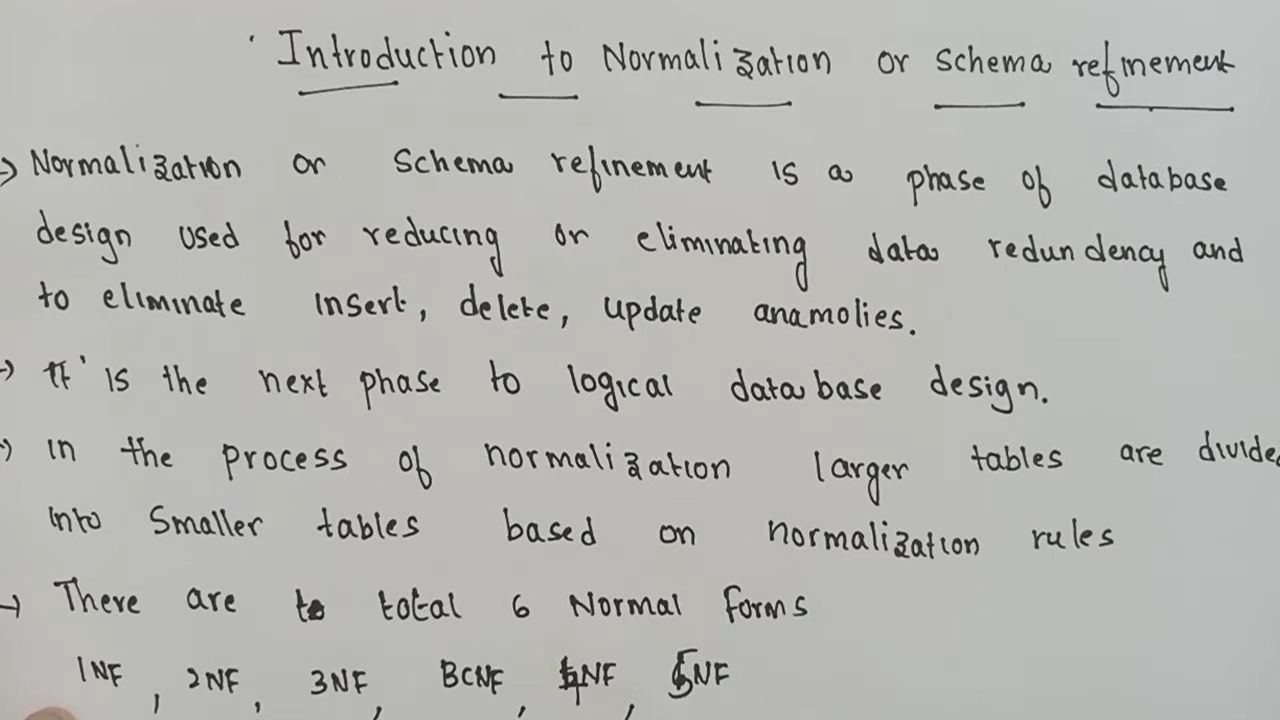 Introduction to Normalization or Schema refinement
→ Normalization or Schema refinement is a phase of database
design used for reducing or eliminating data redundency and
to eliminate insert, delete, update anamolies.
→ It is the next phase to logical database design.
→ in the process of normalization larger tables are divide
into Smaller tables based on normalization rules
→ There are to total 6 Normal forms
1NF, 2NF, 3NF, BCNF, 4NF, 5NF